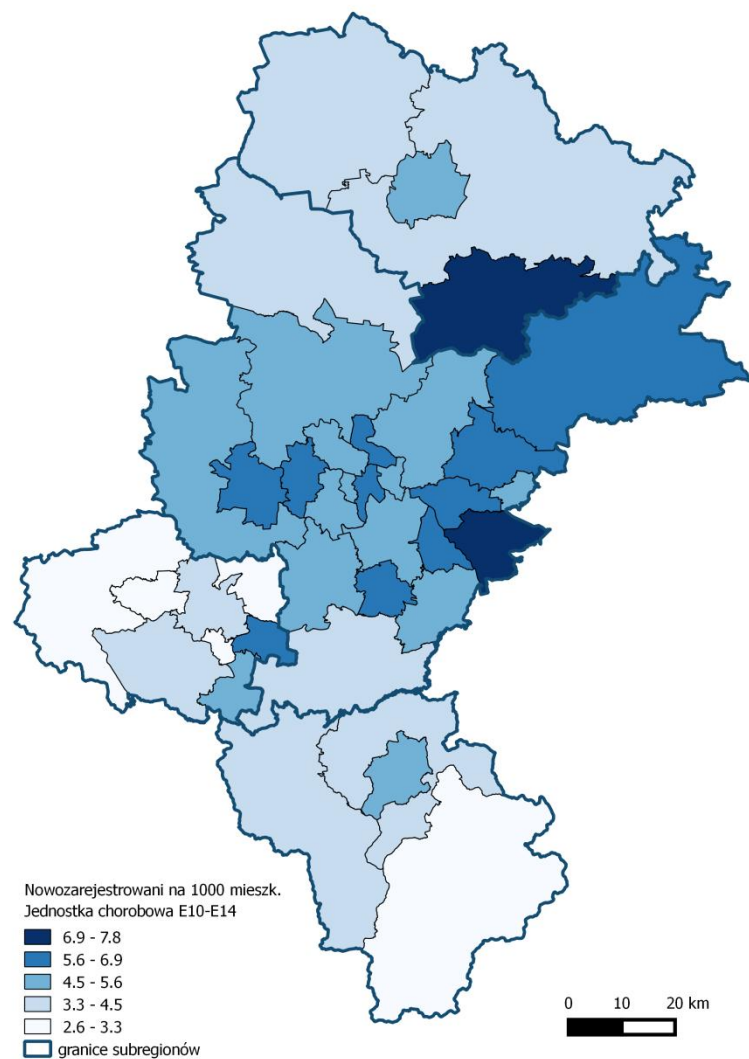 Nowozarejestrowani na 1000 mieszk.
Jednostka chorobowa E10-E14
6.9 - 7.8
5.6 - 6.9
4.5 - 5.6
3.3 - 4.5
2.6 - 3.3
granice subregionów
0 10 20 km